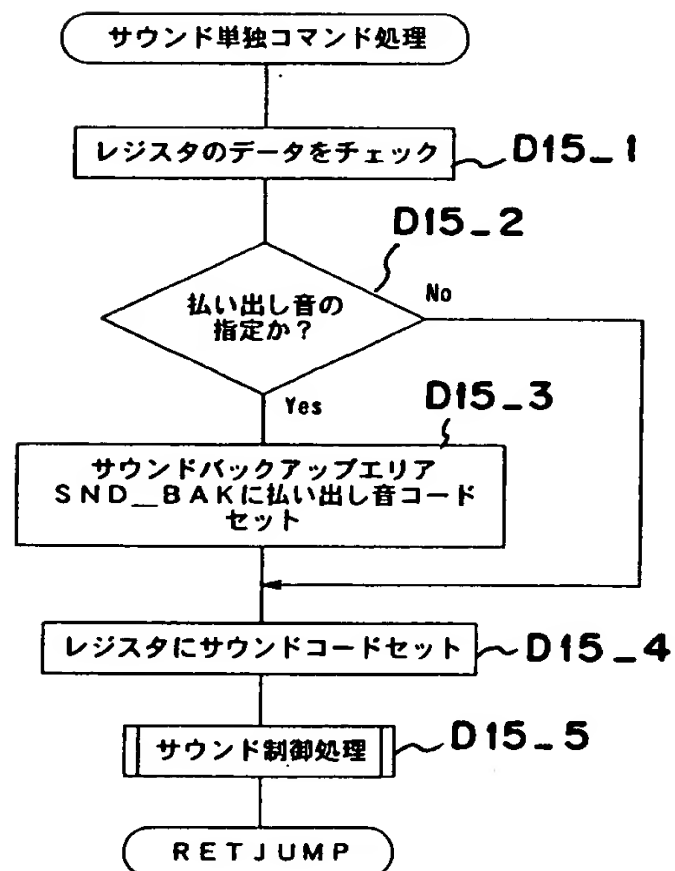 サウンド単独コマンド処理
レジスタのデータをチェック
D15_1
D15_2
払い出し音の
指定か?
No
Yes
D15_3
サウンドバックアップエリア
SND__BAKに払い出し音コード
セット
レジスタにサウンドコードセット
D15_4
サウンド制御処理
D15_5
RETJUMP